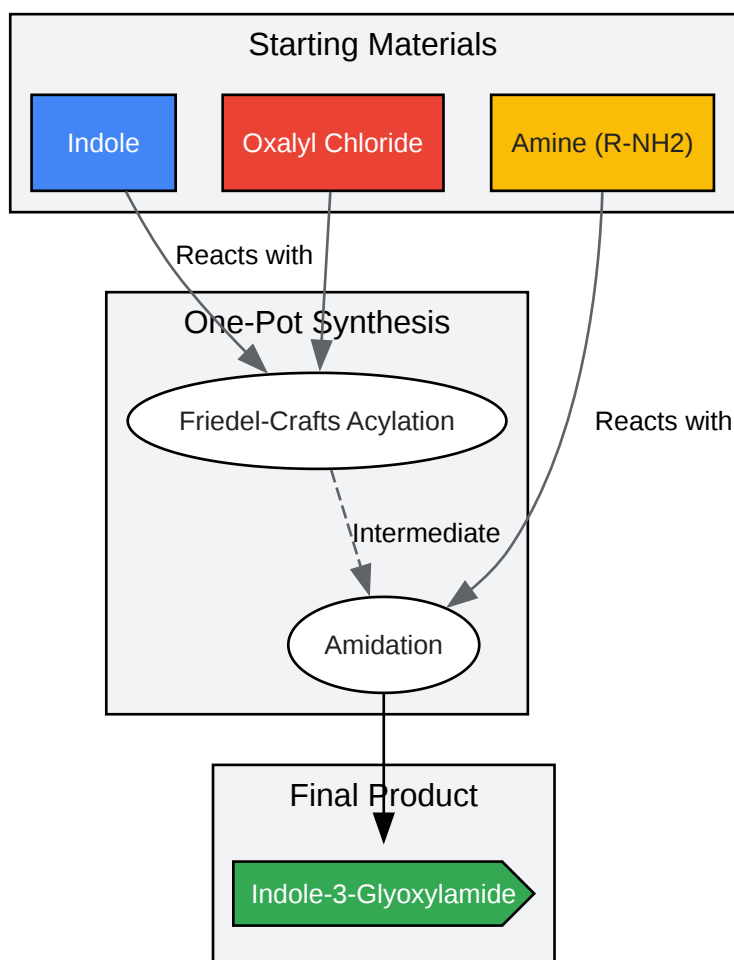 Starting Materials
Indole
Oxalyl Chloride
Amine (R-NH2)
Reacts with
One-Pot Synthesis
Friedel-Crafts Acylation
Reacts with
Intermediate
Amidation
Final Product
Indole-3-Glyoxylamide